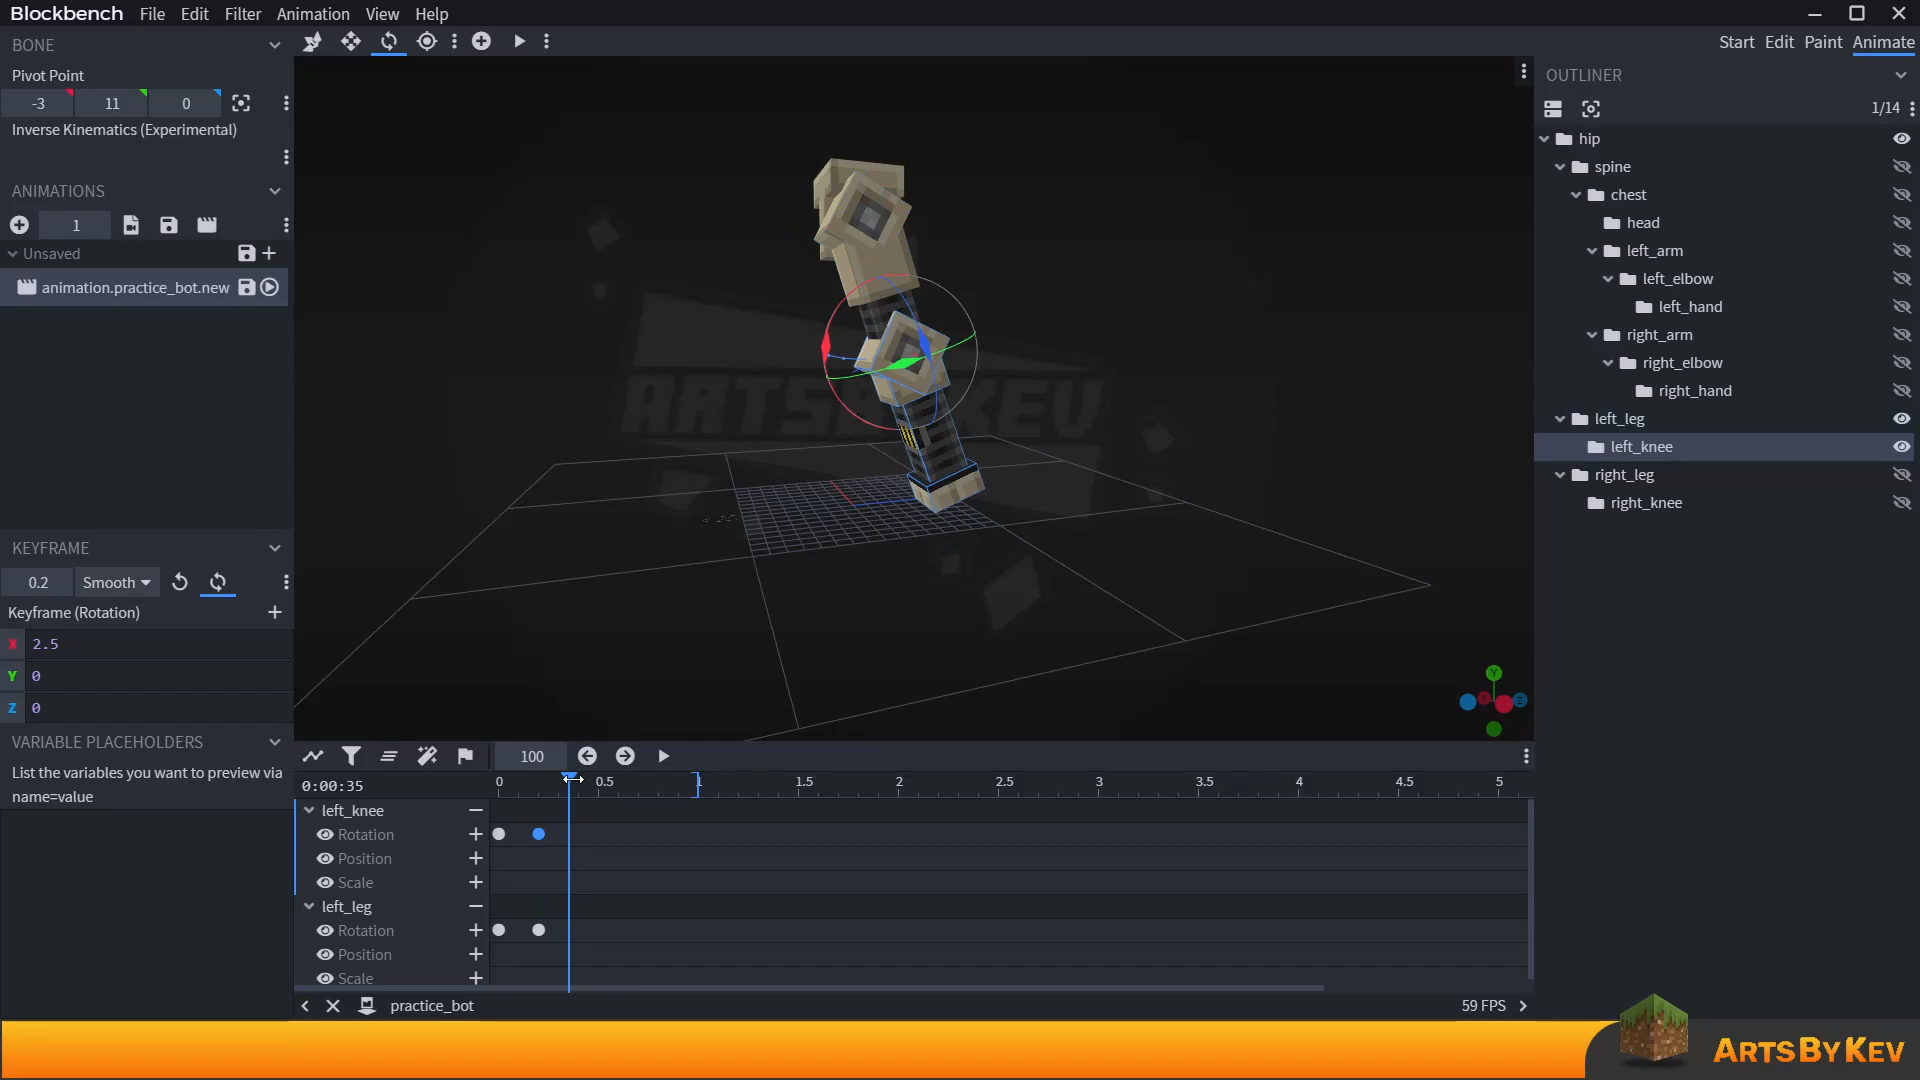 Blockbench File Edit Filter Animation View Help
Start Edit Paint Animate
BONE
Pivot Point
-3 11 0
Inverse Kinematics (Experimental)
ANIMATIONS
1
Unsaved
animation.practice_bot.new
KEYFRAME
0.2 Smooth
Keyframe (Rotation)
X 2.5
Y 0
Z 0
VARIABLE PLACEHOLDERS
List the variables you want to preview via
name=value
ARTSBYKEV
Y
Z
OUTLINER
1/14
hip
spine
chest
head
left_arm
left_elbow
left_hand
right_arm
right_elbow
right_hand
left_leg
left_knee
right_leg
right_knee
100
0:00:35
0 0.5 1 1.5 2 2.5 3 3.5 4 4.5 5
left_knee
Rotation
Position
Scale
left_leg
Rotation
Position
Scale
practice_bot
59 FPS
ARTSBYKEV